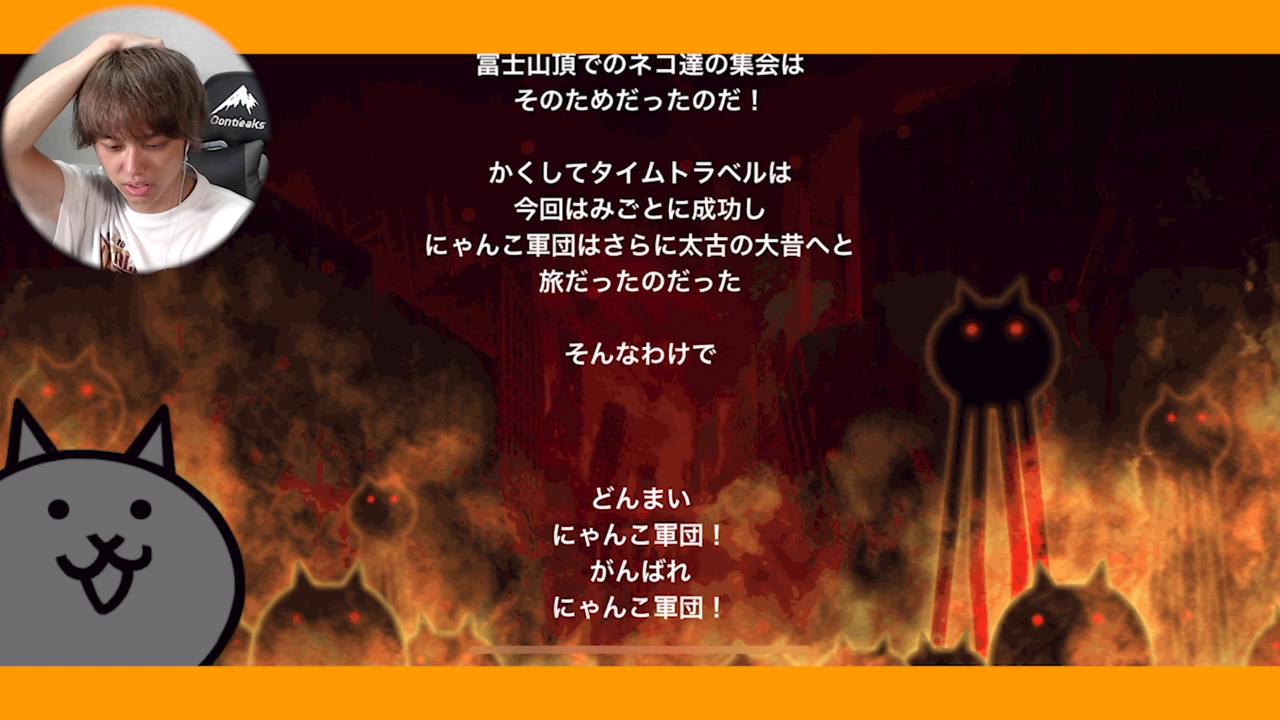 富士山頂でのネコ達の集会は
そのためだったのだ！
かくしてタイムトラベルは
今回はみごとに成功し
にゃんこ軍団はさらに太古の大昔へと
旅だったのだった
そんなわけで
どんまい
にゃんこ軍団！
がんばれ
にゃんこ軍団！
Dontieaks